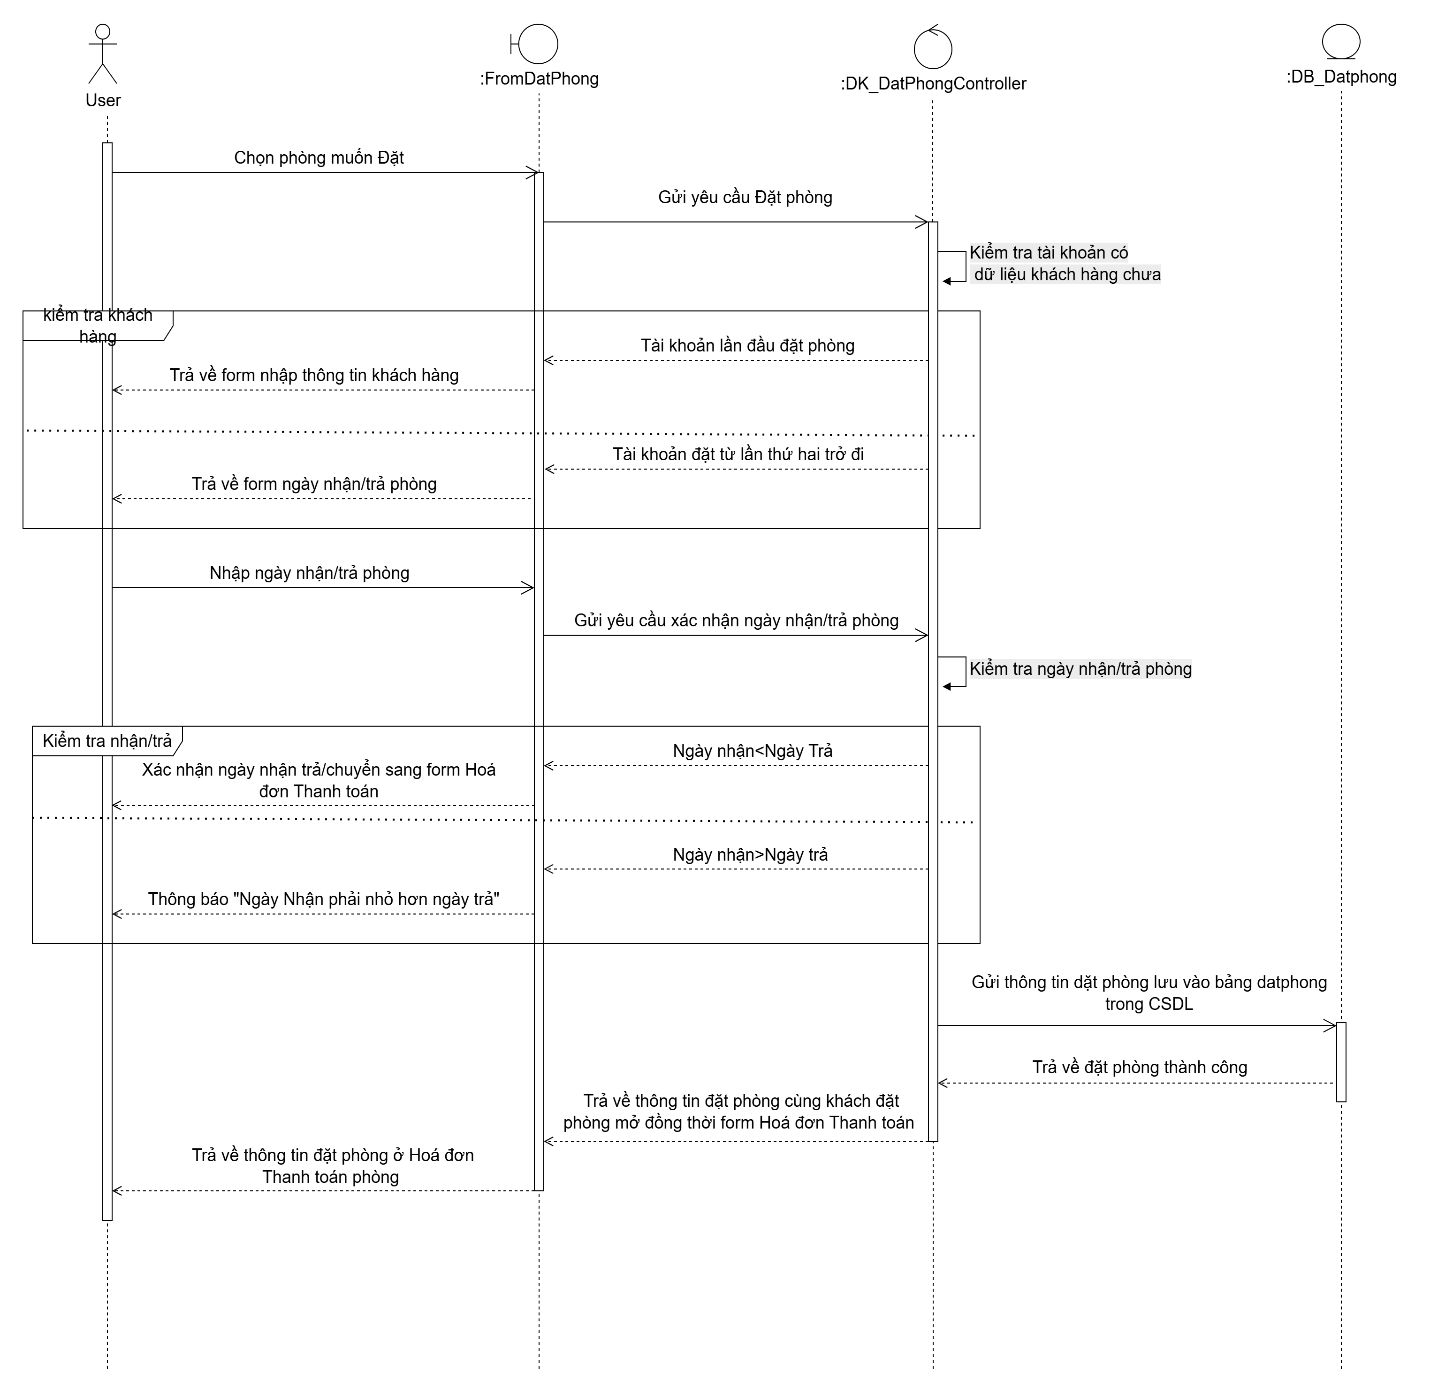 User
:FromDatPhong
:DK_DatPhongController
:DB_Datphong
Chọn phòng muốn Đặt
Gửi yêu cầu Đặt phòng
Kiểm tra tài khoản có
dữ liệu khách hàng chưa
kiểm tra khách
hàng
Tài khoản lần đầu đặt phòng
Trả về form nhập thông tin khách hàng
Tài khoản đặt từ lần thứ hai trở đi
Trả về form ngày nhận/trả phòng
Nhập ngày nhận/trả phòng
Gửi yêu cầu xác nhận ngày nhận/trả phòng
Kiểm tra ngày nhận/trả phòng
Kiểm tra nhận/trả
Ngày nhận<Ngày Trả
Xác nhận ngày nhận trả/chuyển sang form Hoá
đơn Thanh toán
Ngày nhận>Ngày trả
Thông báo "Ngày Nhận phải nhỏ hơn ngày trả"
Gửi thông tin dặt phòng lưu vào bảng datphong
trong CSDL
Trả về đặt phòng thành công
Trả về thông tin đặt phòng cùng khách đặt
phòng mở đồng thời form Hoá đơn Thanh toán
Trả về thông tin đặt phòng ở Hoá đơn
Thanh toán phòng